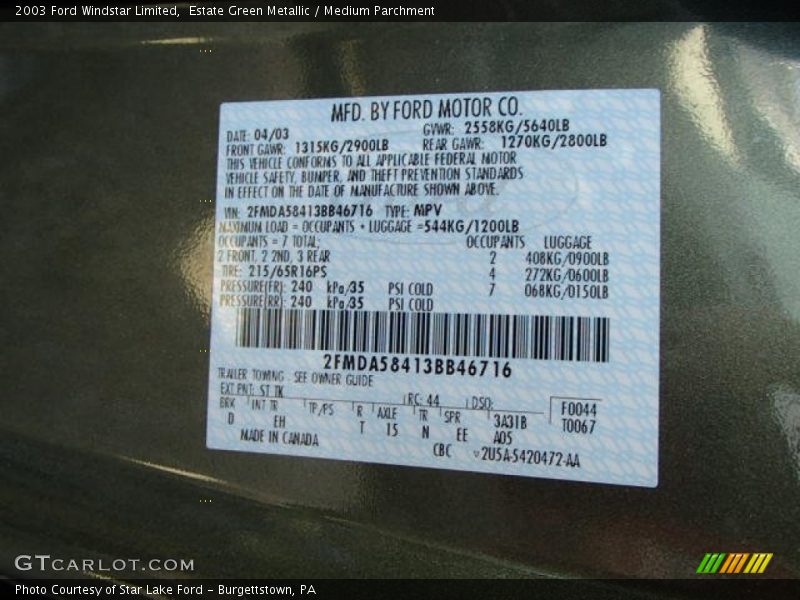 2003 Ford Windstar Limited, Estate Green Metallic / Medium Parchment
MFD. BY FORD MOTOR CO.
DATE: 04/03 GVWR: 2558KG/5640LB
FRONT GAWR: 1315KG/2900LB REAR GAWR: 1270KG/2800LB
THIS VEHICLE CONFORMS TO ALL APPLICABLE FEDERAL MOTOR
VEHICLE SAFETY, BUMPER, AND THEFT PREVENTION STANDARDS
IN EFFECT ON THE DATE OF MANUFACTURE SHOWN ABOVE.
VIN: 2FMDA58413BB46716 TYPE: MPV
MAXIMUM LOAD = OCCUPANTS + LUGGAGE =544KG/1200LB
OCCUPANTS = 7 TOTAL; OCCUPANTS LUGGAGE
2 FRONT, 2 2ND, 3 REAR 2 408KG/0900LB
TIRE: 215/65R16PS 4 272KG/0600LB
PRESSURE(FR): 240 kPa/35 PSI COLD 7 068KG/0150LB
PRESSURE(RR): 240 kPa/35 PSI COLD
2FMDA58413BB46716
TRAILER TOWING - SEE OWNER GUIDE
EXT PNT: ST TK RC: 44 DSO:
BRK INT TR TP/PS R AXLE TR SPR 3A31B F0044
D EH T 15 N EE A05 T0067
MADE IN CANADA CBC 2U5A-5420472-AA
GTCARLOT.COM
Photo Courtesy of Star Lake Ford - Burgettstown, PA